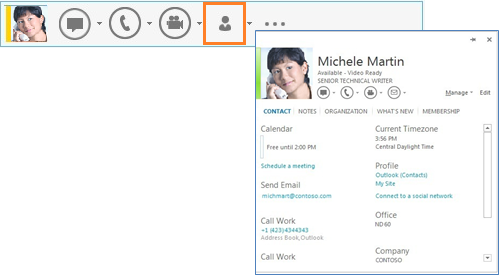 Michele Martin
Available - Video Ready
SENIOR TECHNICAL WRITER
Manage Edit
CONTACT NOTES ORGANIZATION WHAT'S NEW MEMBERSHIP
Calendar
Free until 2:00 PM
Schedule a meeting
Send Email
michmart@contoso.com
Call Work
+1 (423)4344343
Address Book,Outlook
Call Work
Current Timezone
3:56 PM
Central Daylight Time
Profile
Outlook (Contacts)
My Site
Connect to a social network
Office
ND60
Company
CONTOSO